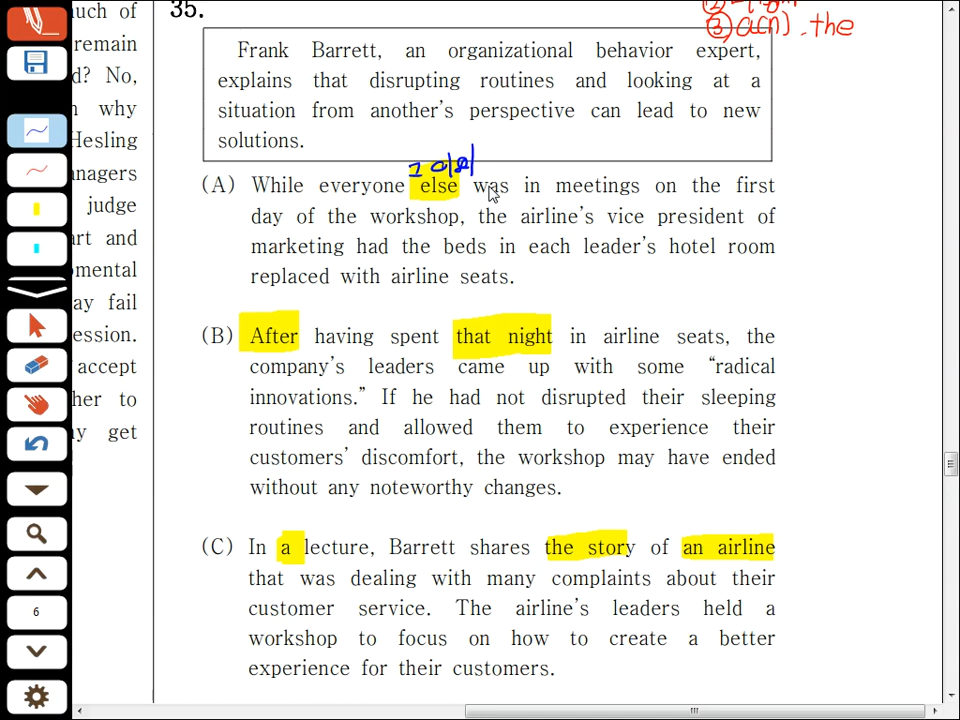 uch of
remain
d? No,
n why
Hesling
nagers
judge
art and
omental
ay fail
ession.
accept
her to
ny get
6
③ a(n), the
35.
Frank Barrett, an organizational behavior expert,
explains that disrupting routines and looking at a
situation from another's perspective can lead to new
solutions.
그 이외
(A) While everyone else was in meetings on the first
day of the workshop, the airline's vice president of
marketing had the beds in each leader's hotel room
replaced with airline seats.
(B) After having spent that night in airline seats, the
company's leaders came up with some “radical
innovations.” If he had not disrupted their sleeping
routines and allowed them to experience their
customers' discomfort, the workshop may have ended
without any noteworthy changes.
(C) In a lecture, Barrett shares the story of an airline
that was dealing with many complaints about their
customer service. The airline's leaders held a
workshop to focus on how to create a better
experience for their customers.